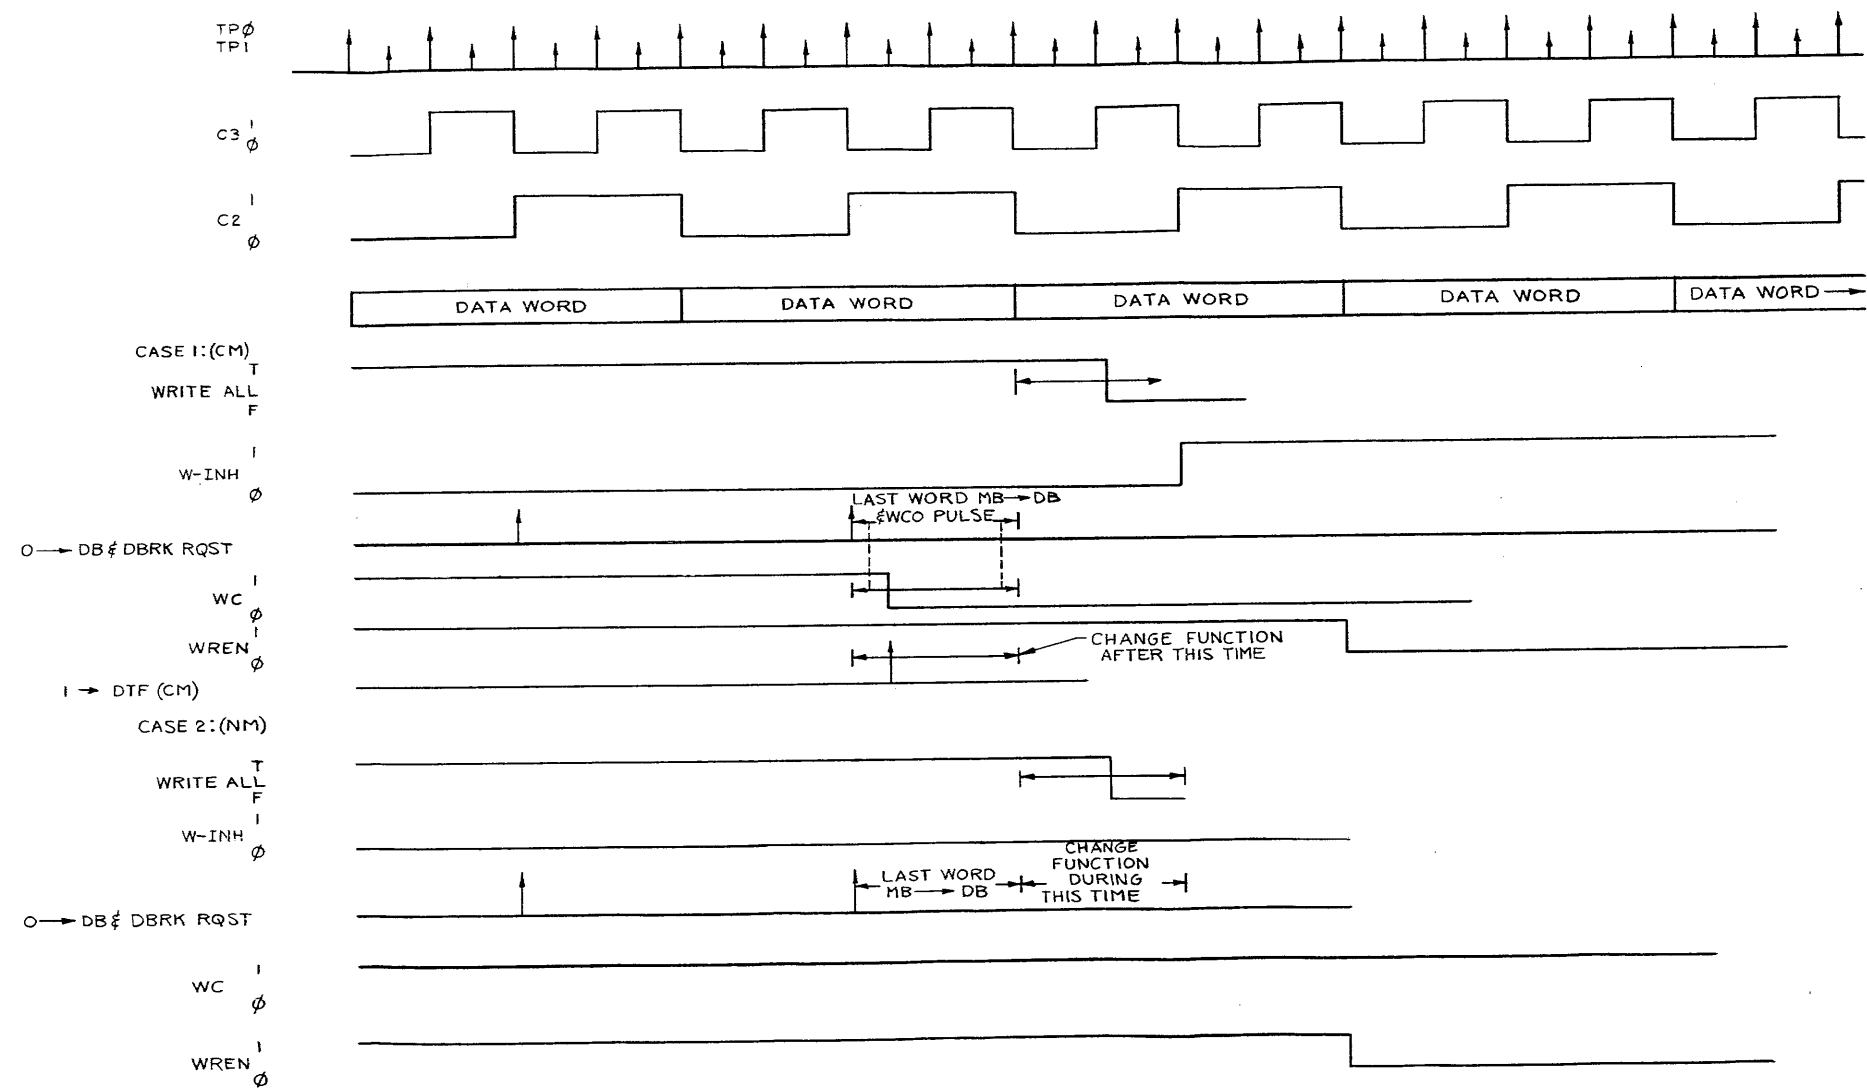 TPØ
TP1
C3 1
Ø
C2 1
Ø
DATA WORD DATA WORD DATA WORD DATA WORD DATA WORD
CASE 1:(CM)
T
WRITE ALL
F
1
W-INH
Ø
LAST WORD MB→DB
&WCO PULSE
O→DB & DBRK RQST
1
WC
Ø
1
WREN
Ø
CHANGE FUNCTION
AFTER THIS TIME
1 → DTF (CM)
CASE 2:(NM)
T
WRITE ALL
F
1
W-INH
Ø
LAST WORD
MB→DB
CHANGE
FUNCTION
DURING
THIS TIME
O→DB & DBRK RQST
1
WC
Ø
1
WREN
Ø